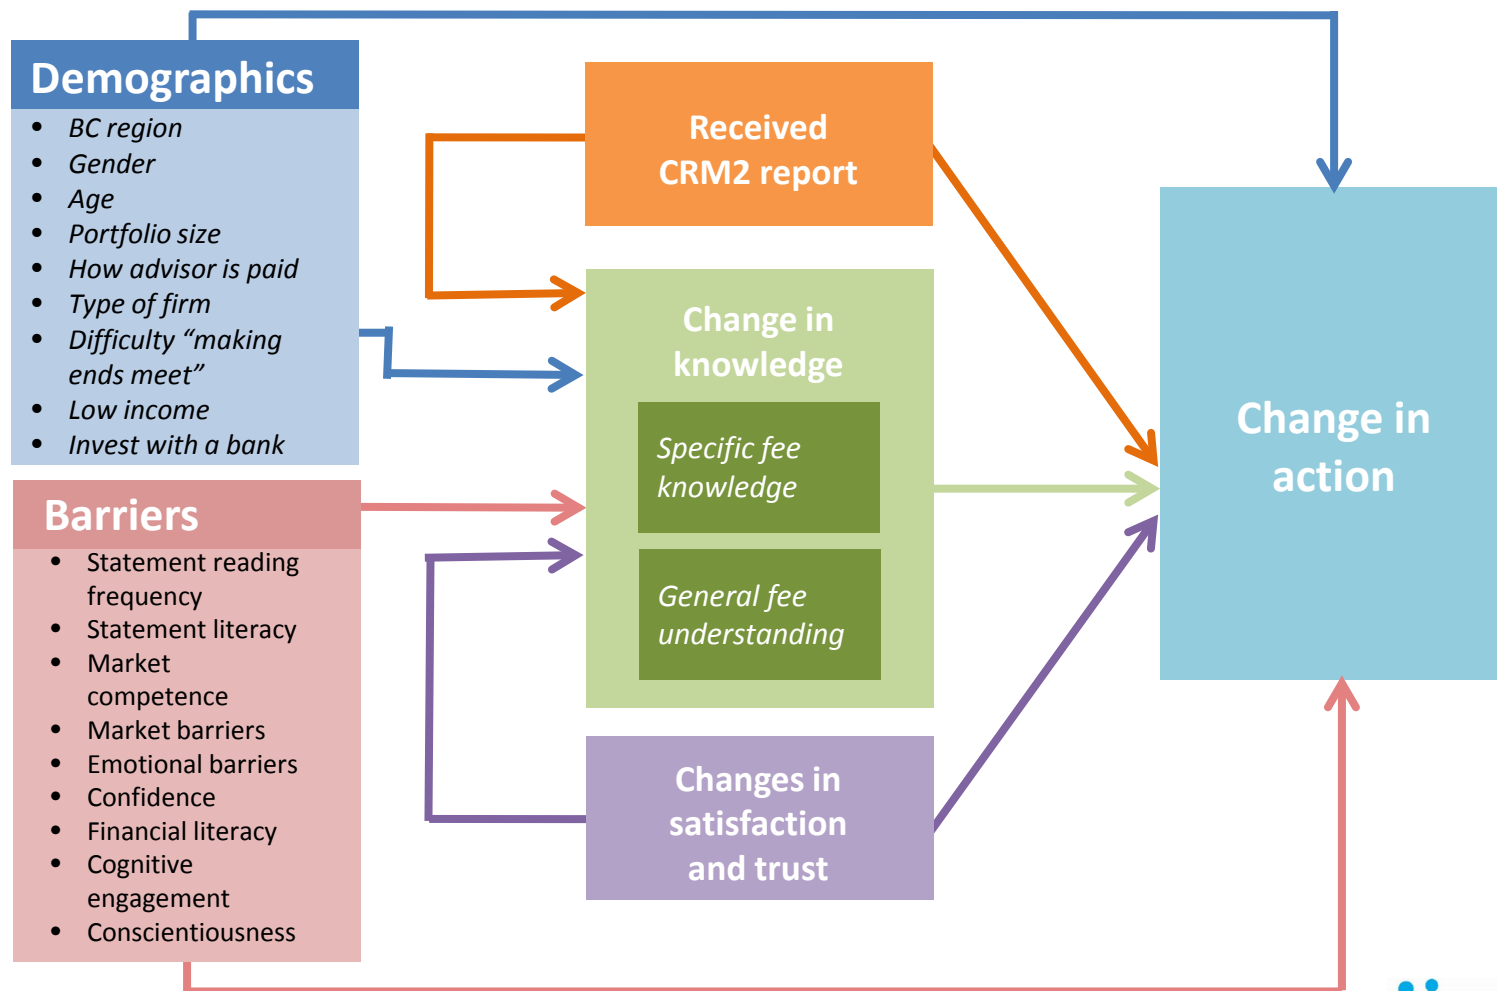 Demographics
• BC region
• Gender
• Age
• Portfolio size
• How advisor is paid
• Type of firm
• Difficulty “making
ends meet”
• Low income
• Invest with a bank
Barriers
• Statement reading
frequency
• Statement literacy
• Market
competence
• Market barriers
• Emotional barriers
• Confidence
• Financial literacy
• Cognitive
engagement
• Conscientiousness
Received
CRM2 report
Change in
knowledge
Specific fee
knowledge
General fee
understanding
Changes in
satisfaction
and trust
Change in
action